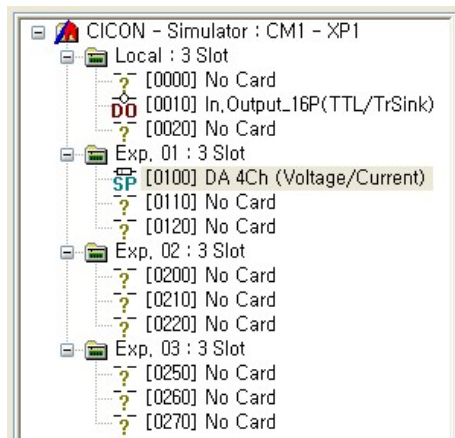 CICON - Simulator : CM1 - XP1
Local : 3 Slot
? [0000] No Card
DO [0010] In,Output_16P(TTL/TrSink)
? [0020] No Card
Exp, 01 : 3 Slot
SP [0100] DA 4Ch (Voltage/Current)
? [0110] No Card
? [0120] No Card
Exp, 02 : 3 Slot
? [0200] No Card
? [0210] No Card
? [0220] No Card
Exp, 03 : 3 Slot
? [0250] No Card
? [0260] No Card
? [0270] No Card